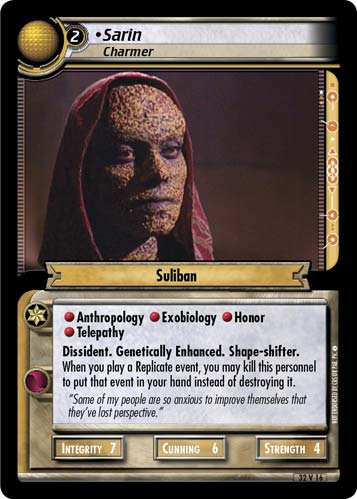 2 •Sarin
Charmer
Suliban
• Anthropology • Exobiology • Honor
• Telepathy
Dissident. Genetically Enhanced. Shape-shifter.
When you play a Replicate event, you may kill this personnel
to put that event in your hand instead of destroying it.
"Some of my people are so anxious to improve themselves that
they've lost perspective."
INTEGRITY 7 CUNNING 6 STRENGTH 4
32 V 16